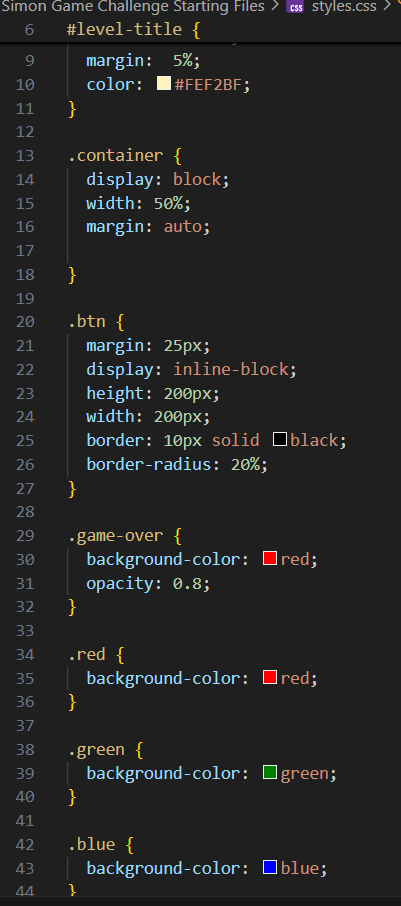 Simon Game Challenge Starting Files > css styles.css >
6 #level-title {
9 margin:  5%;
10 color: #FEF2BF;
11 }
12
13 .container {
14 display: block;
15 width: 50%;
16 margin: auto;
17
18 }
19
20 .btn {
21 margin: 25px;
22 display: inline-block;
23 height: 200px;
24 width: 200px;
25 border: 10px solid black;
26 border-radius: 20%;
27 }
28
29 .game-over {
30 background-color: red;
31 opacity: 0.8;
32 }
33
34 .red {
35 background-color: red;
36 }
37
38 .green {
39 background-color: green;
40 }
41
42 .blue {
43 background-color: blue;
44 }